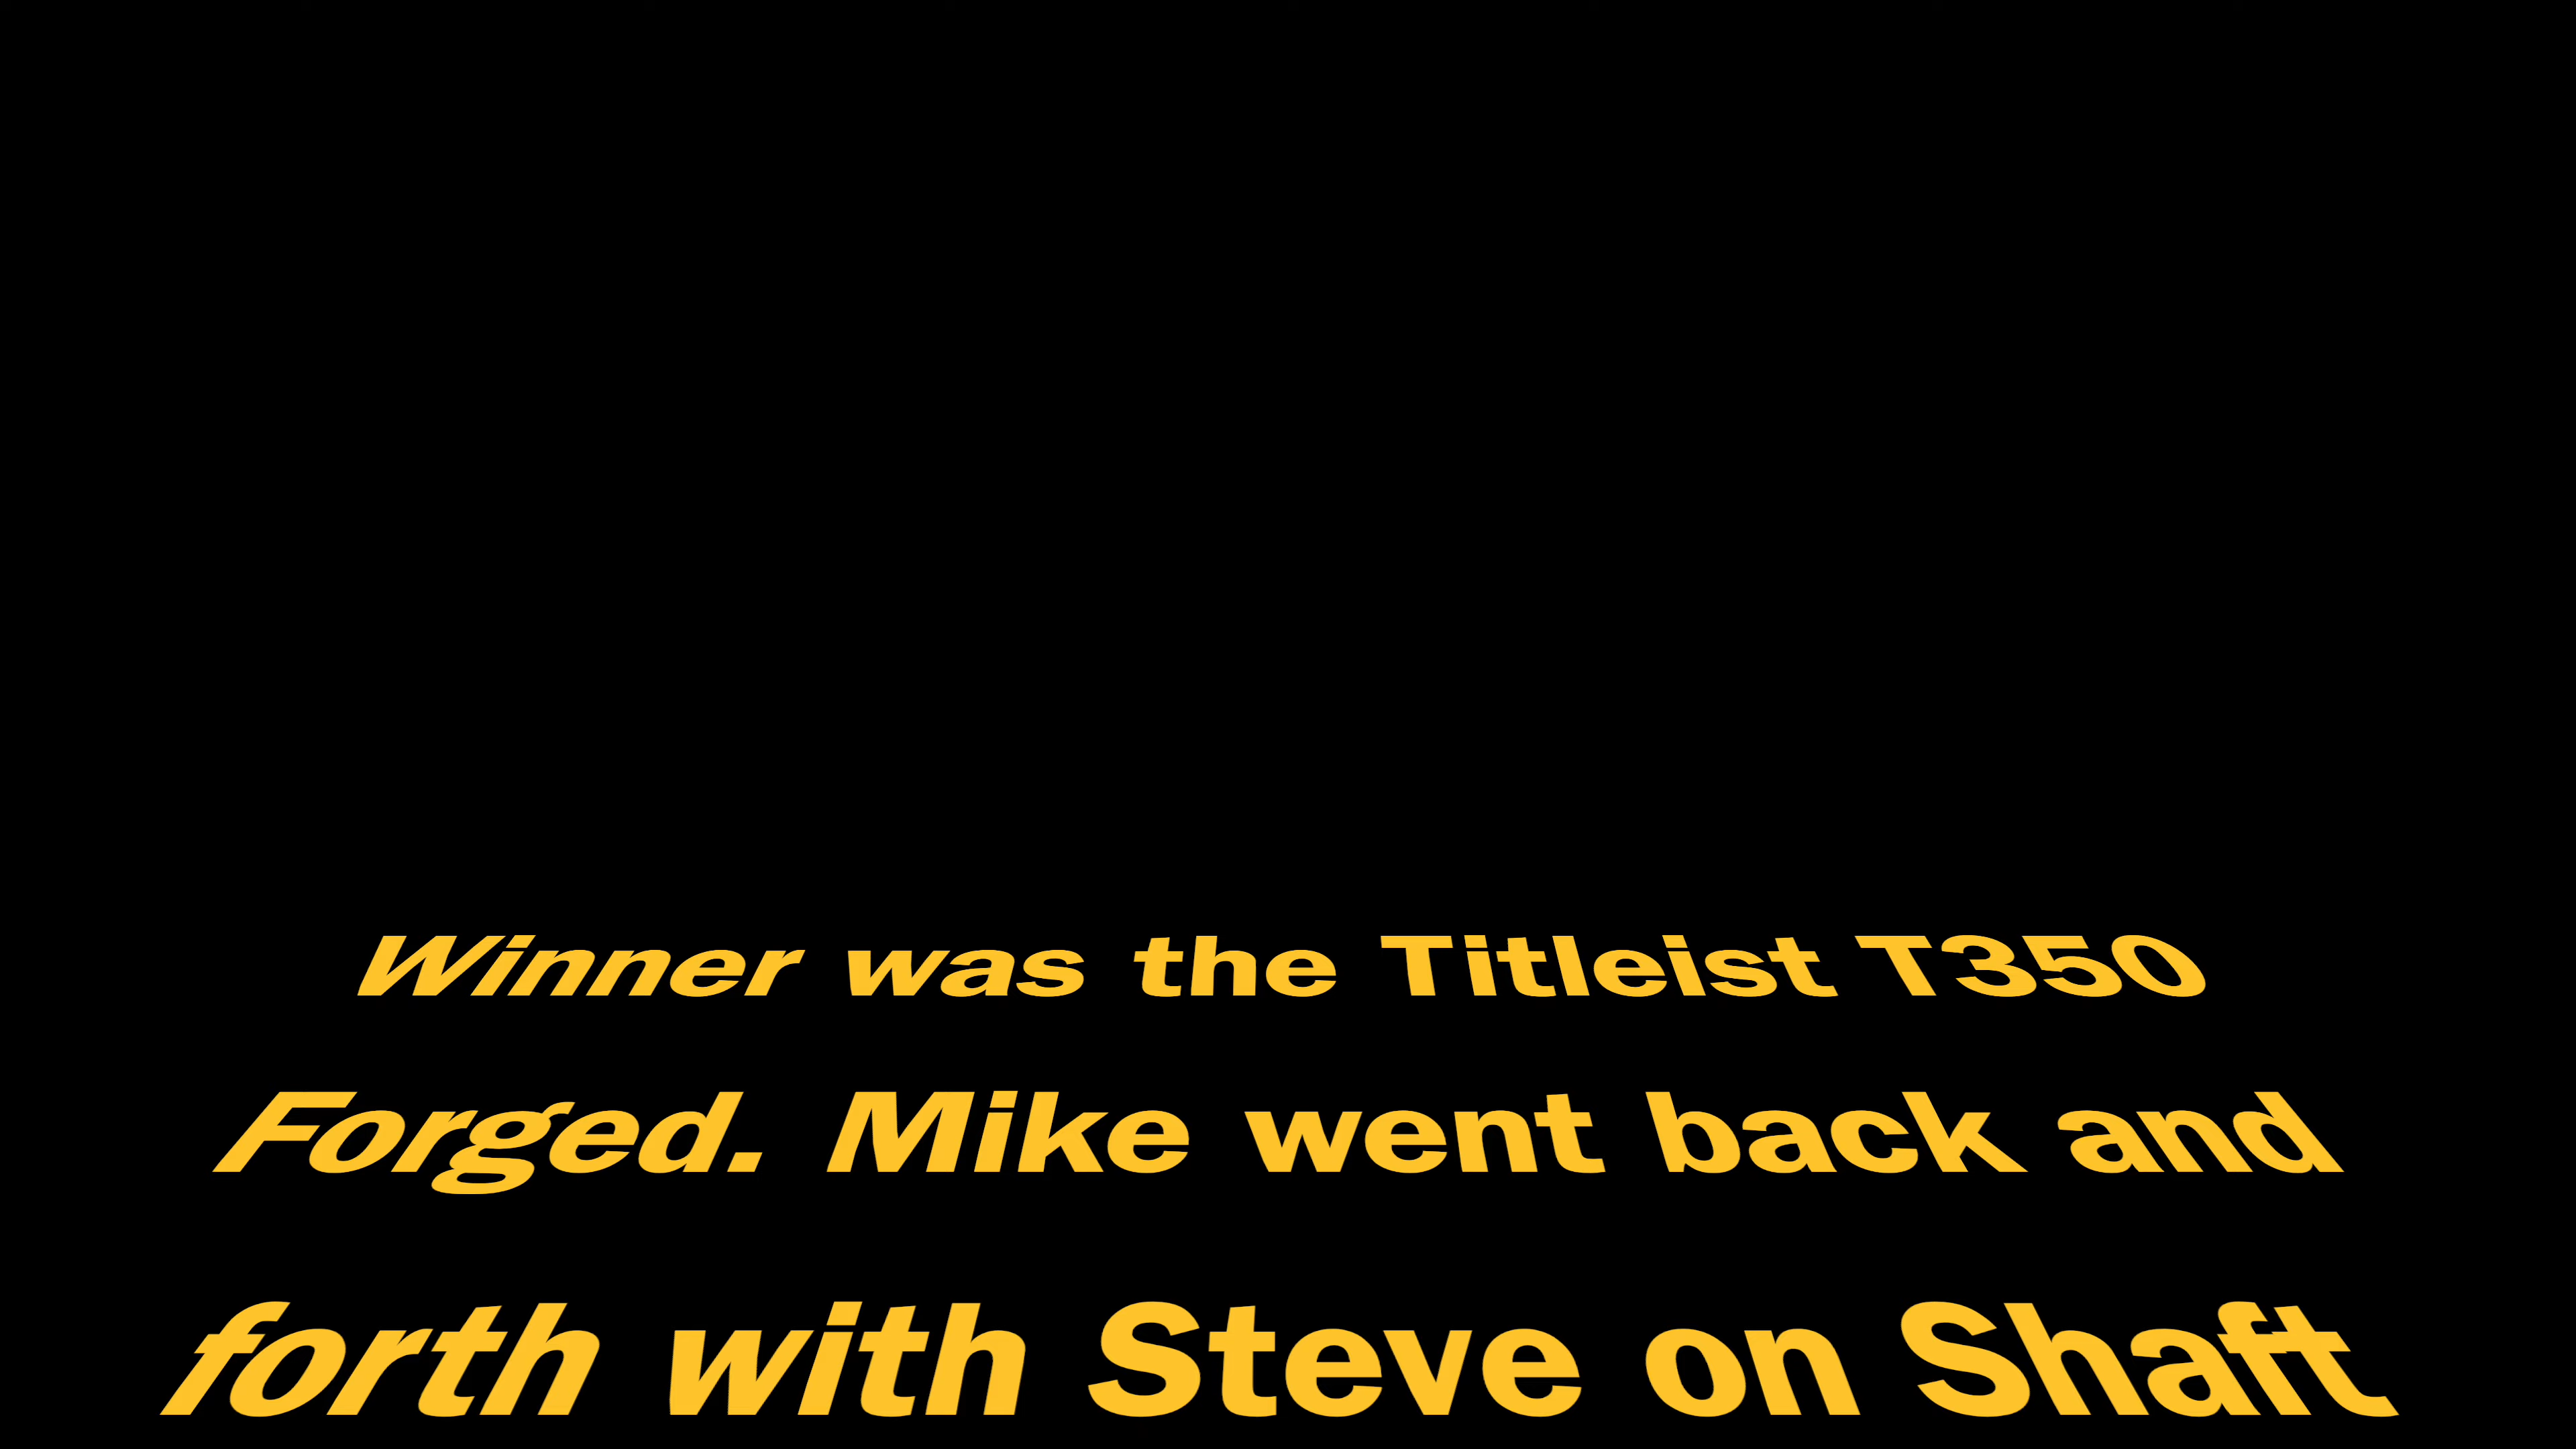 Winner was the Titleist T350
Forged. Mike went back and
forth with Steve on Shaft